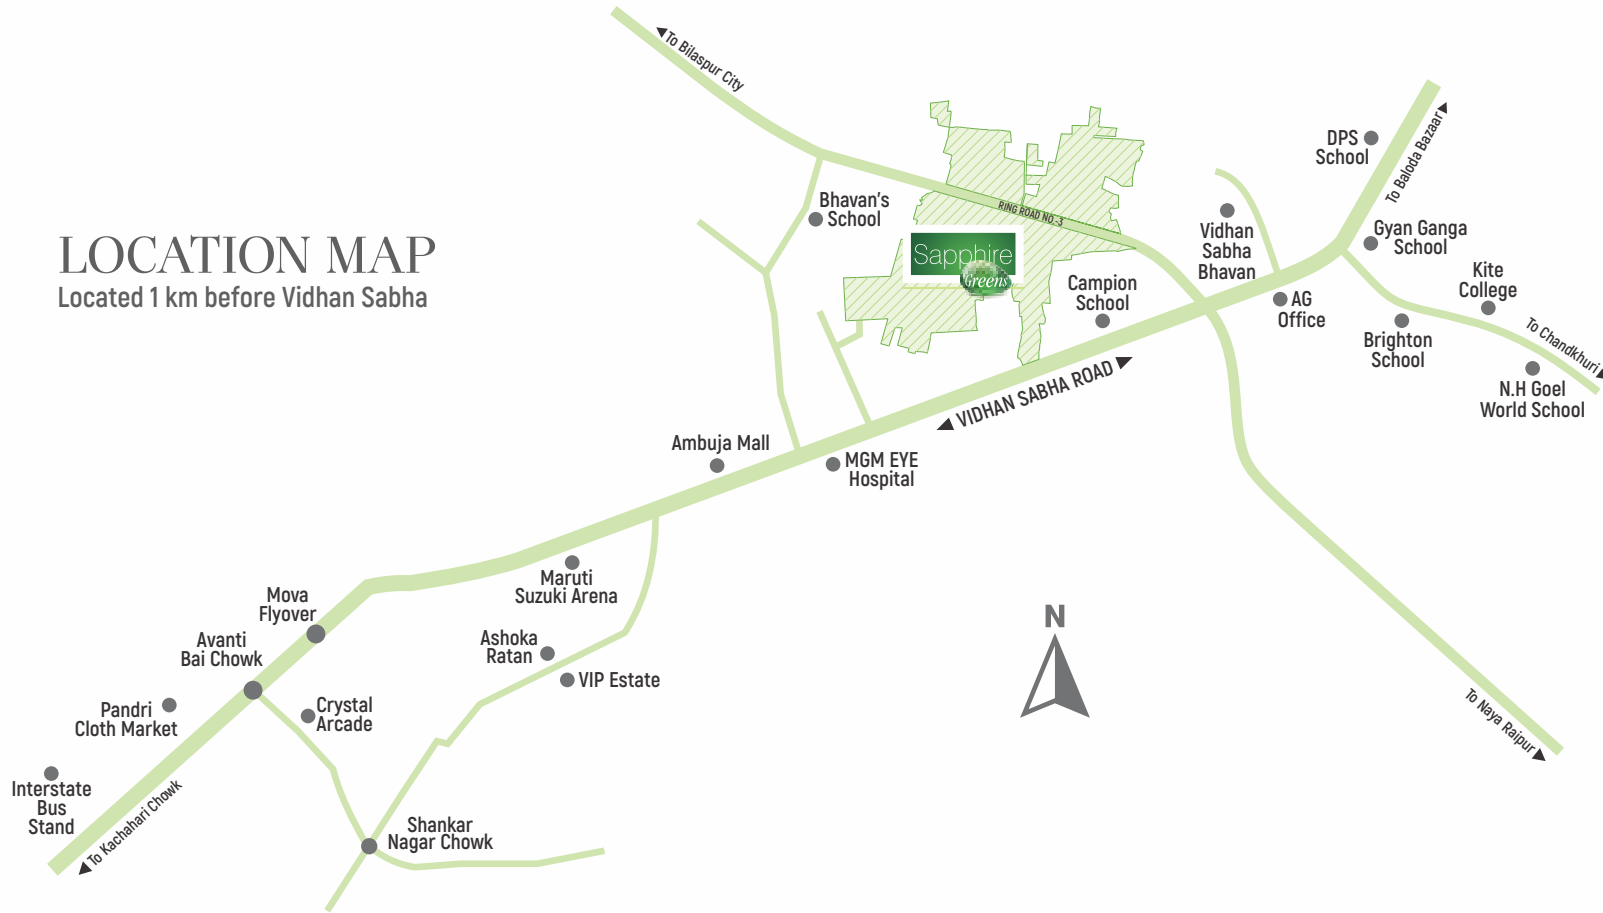 LOCATION MAP
Located 1 km before Vidhan Sabha
To Bilaspur City
Bhavan's
School
RING ROAD NO.-3
Sapphire
Greens
Campion
School
Vidhan
Sabha
Bhavan
DPS
School
To Baloda Bazaar
Gyan Ganga
School
Kite
College
AG
Office
Brighton
School
To Chandkhuri
N.H Goel
World School
VIDHAN SABHA ROAD
Ambuja Mall
MGM EYE
Hospital
Maruti
Suzuki Arena
Mova
Flyover
Avanti
Bai Chowk
Ashoka
Ratan
VIP Estate
N
Pandri
Cloth Market
Crystal
Arcade
To Naya Raipur
Interstate
Bus
Stand
To Kachahari Chowk
Shankar
Nagar Chowk